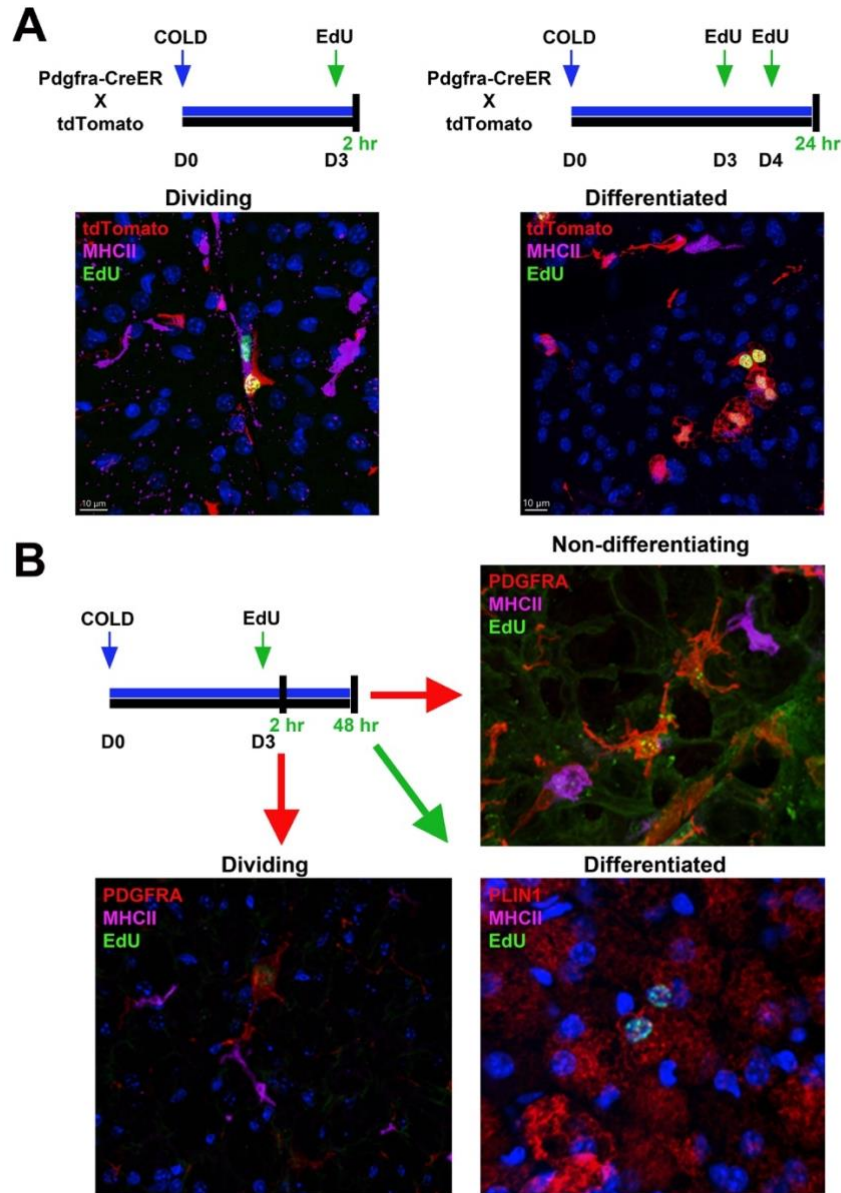 A
COLD
EdU
Pdgfra-CreER
X
tdTomato
2 hr
D0
D3
COLD
EdU EdU
Pdgfra-CreER
X
tdTomato
24 hr
D0
D3
D4
Dividing
tdTomato
MHCII
EdU
10 µm
Differentiated
tdTomato
MHCII
EdU
10 µm
B
COLD
EdU
2 hr
48 hr
D0
D3
Non-differentiating
PDGFRA
MHCII
EdU
Dividing
PDGFRA
MHCII
EdU
Differentiated
PLIN1
MHCII
EdU